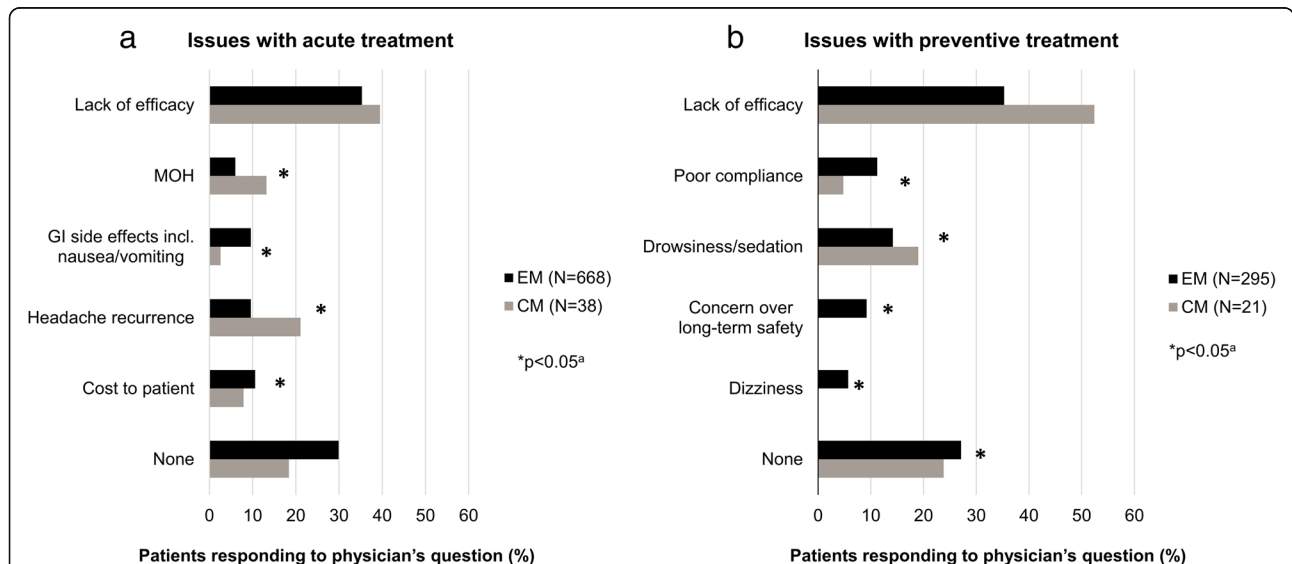 a Issues with acute treatment
Lack of efficacy
MOH
*
GI side effects incl.
nausea/vomiting
*
Headache recurrence
*
Cost to patient
*
None
EM (N=668)
CM (N=38)
*p<0.05ᵃ
0 10 20 30 40 50 60
Patients responding to physician's question (%)
b Issues with preventive treatment
Lack of efficacy
Poor compliance
*
Drowsiness/sedation
*
Concern over
long-term safety
*
Dizziness
*
None
*
EM (N=295)
CM (N=21)
*p<0.05ᵃ
0 10 20 30 40 50 60
Patients responding to physician's question (%)